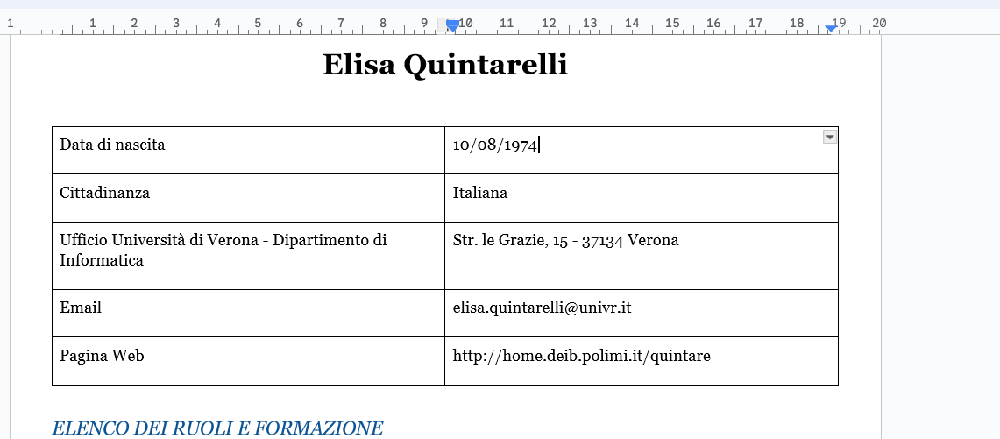 1 1 2 3 4 5 6 7 8 9 10 11 12 13 14 15 16 17 18 19 20
Elisa Quintarelli
Data di nascita 10/08/1974
Cittadinanza Italiana
Ufficio Università di Verona - Dipartimento di Informatica Str. le Grazie, 15 - 37134 Verona
Email elisa.quintarelli@univr.it
Pagina Web http://home.deib.polimi.it/quintare
ELENCO DEI RUOLI E FORMAZIONE